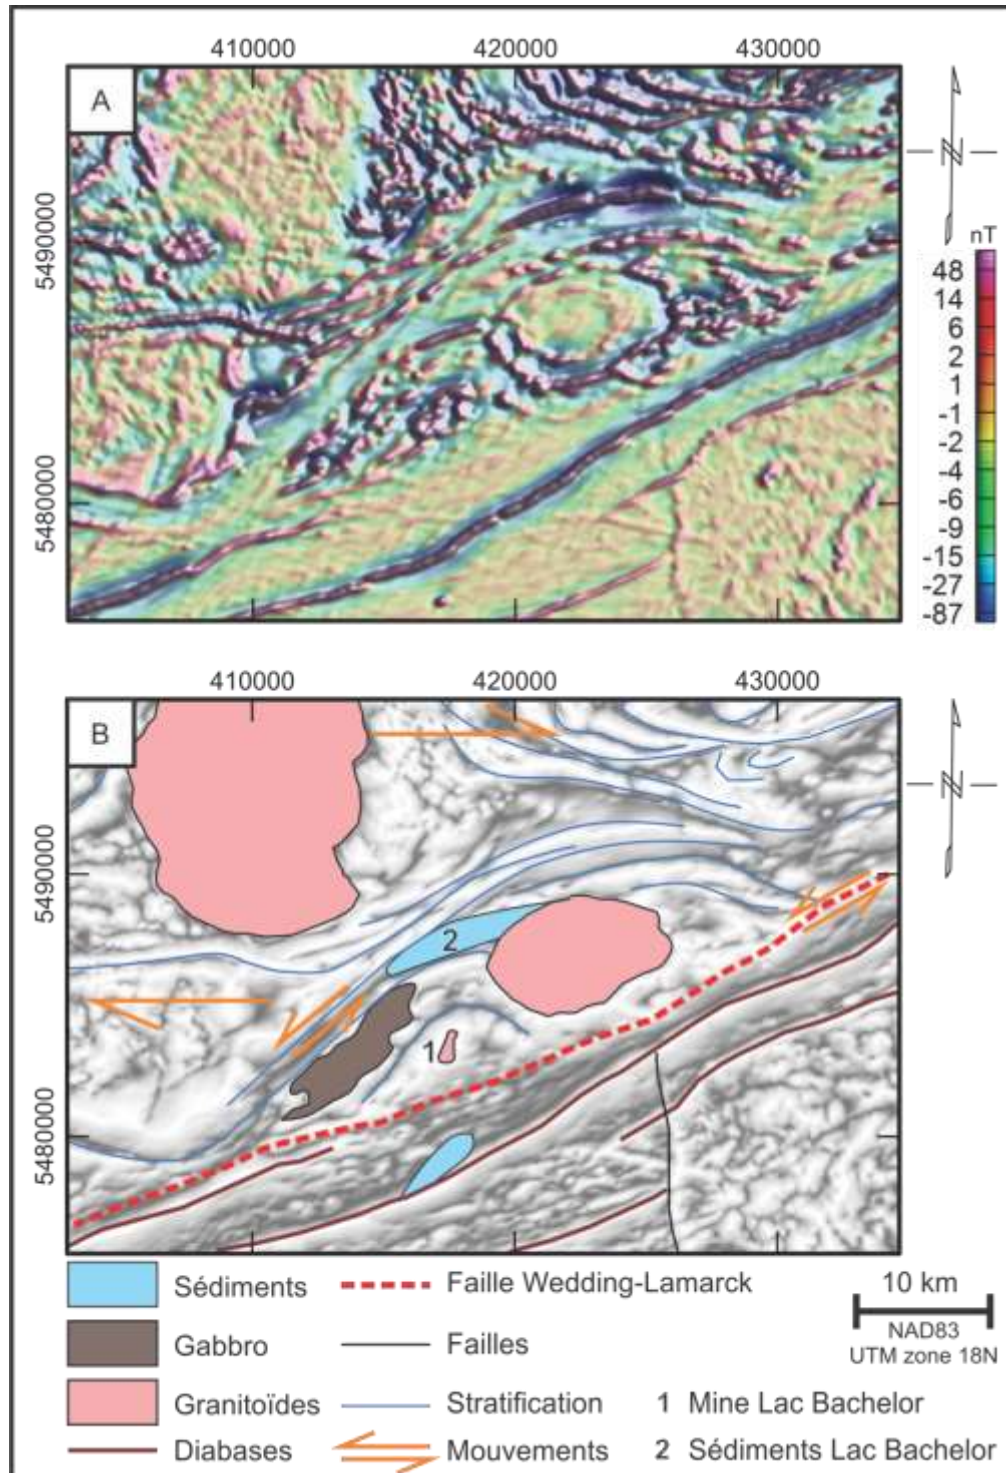 410000 420000 430000
A
N
5490000
5480000
nT
48
14
6
2
1
-1
-2
-4
-6
-9
-15
-27
-87
410000 420000 430000
B
N
5490000
5480000
2
1
Sédiments
Faille Wedding-Lamarck
10 km
NAD83
UTM zone 18N
Gabbro
Failles
Granitoïdes
Stratification
1 Mine Lac Bachelor
Diabases
Mouvements
2 Sédiments Lac Bachelor